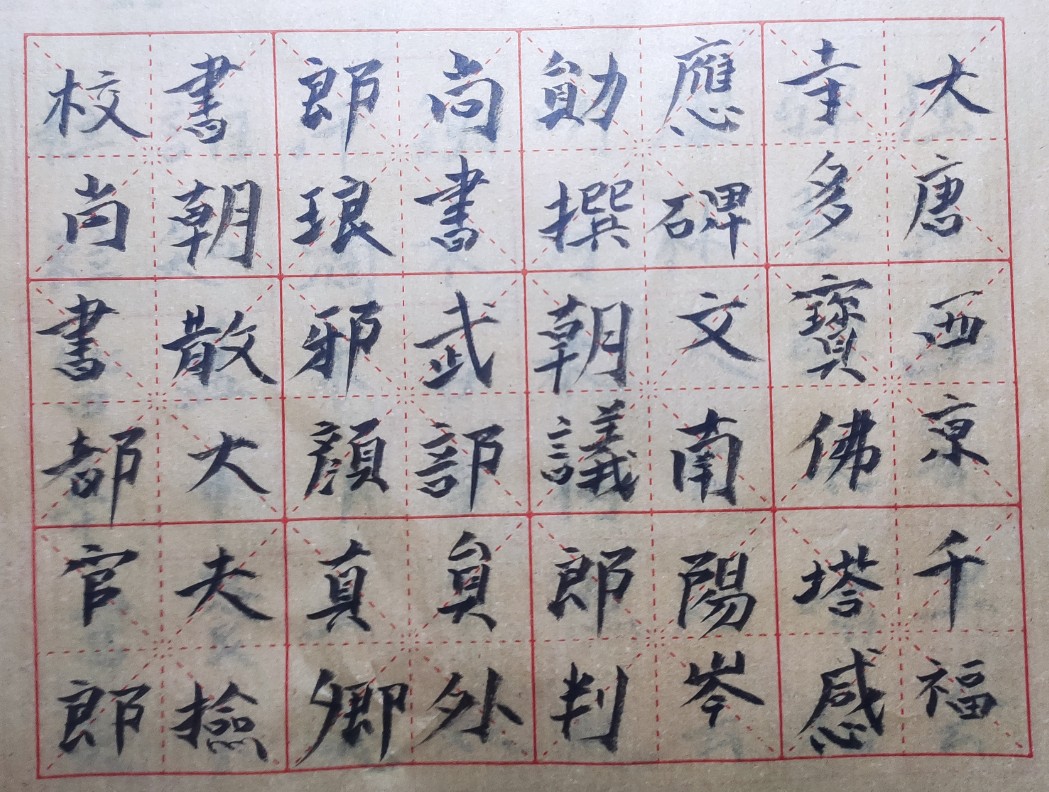 大唐西京千福
寺多寳佛塔感
應碑文南陽岑
勛撰朝議郎判
尚書武部員外
郎琅邪顏真卿
書朝散大夫撿
校尚書都官郎